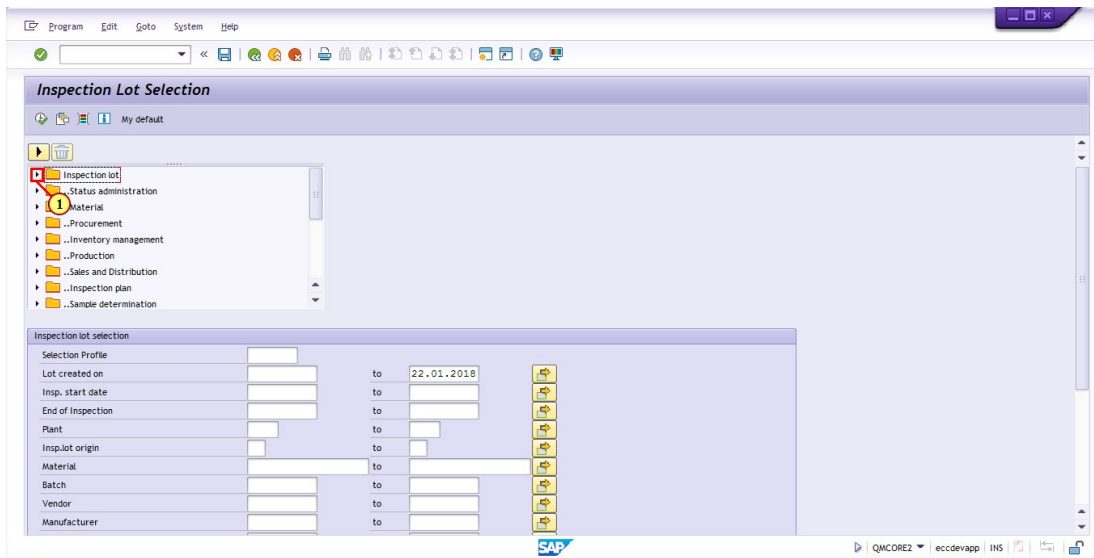 Program Edit Goto System Help
Inspection Lot Selection
My default
Inspection lot
..Status administration
Material
..Procurement
..Inventory management
..Production
..Sales and Distribution
..Inspection plan
..Sample determination
1
Inspection lot selection
Selection Profile
Lot created on to 22.01.2018
Insp. start date to
End of Inspection to
Plant to
Insp.lot origin to
Material to
Batch to
Vendor to
Manufacturer to
SAP
QMCORE2 eccdevapp INS